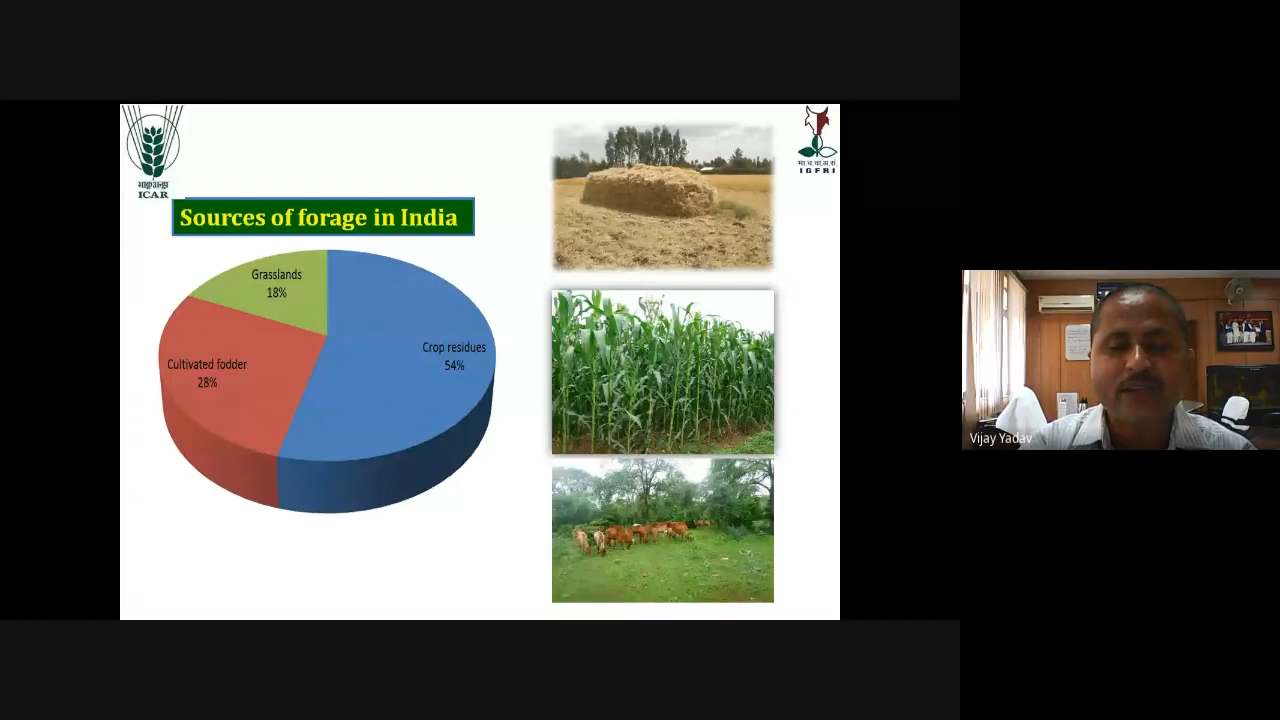 ICAR
IGFRI
Sources of forage in India
Grasslands
18%
Crop residues
54%
Cultivated fodder
28%
Vijay Yadav